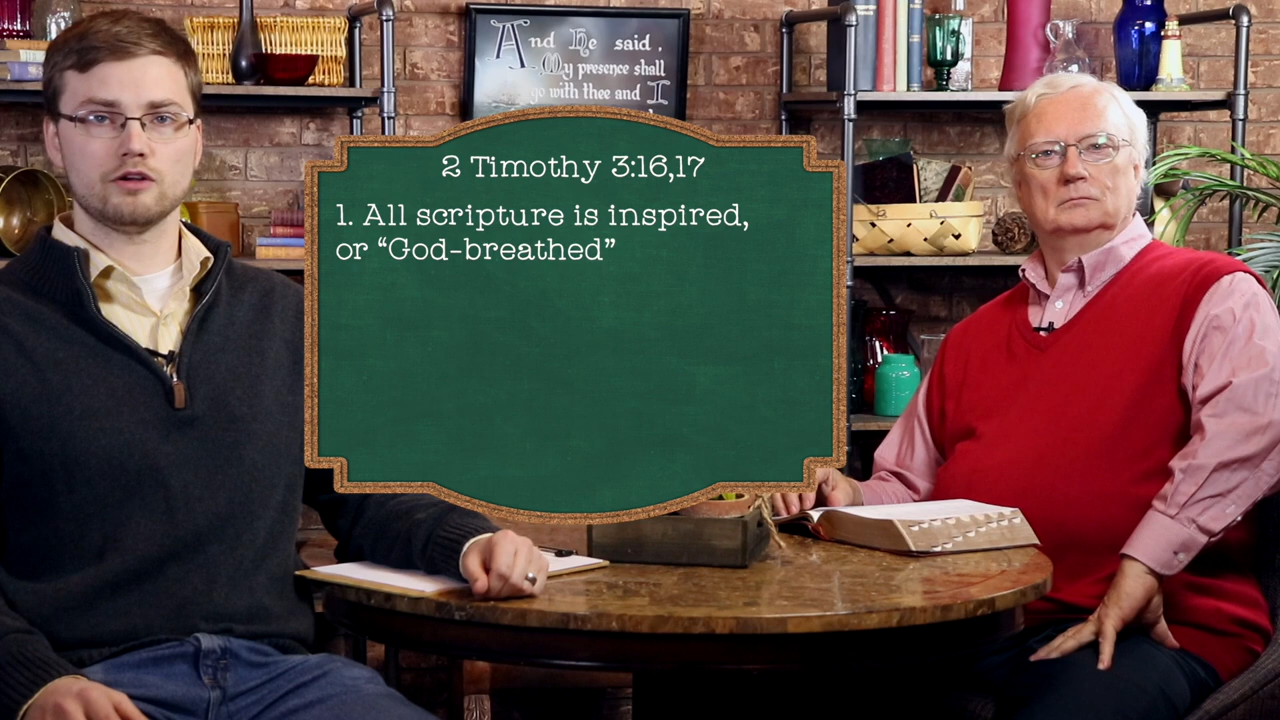 And He said,
My presence shall
go with thee and I
2 Timothy 3:16,17
1. All scripture is inspired,
or “God-breathed”